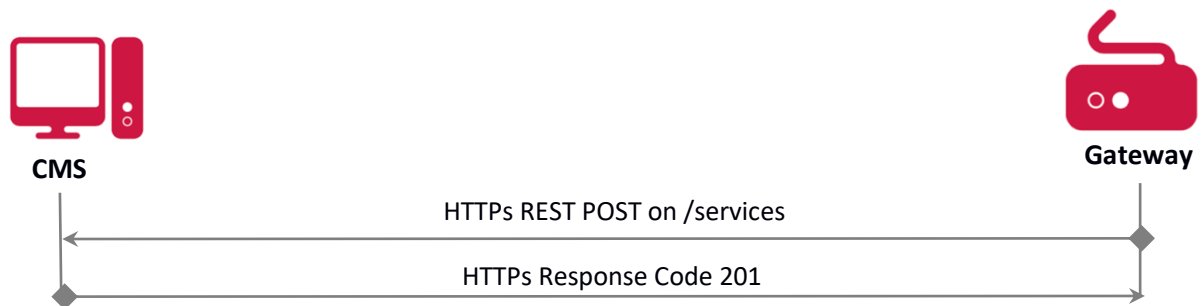 CMS
Gateway
HTTPs REST POST on /services
HTTPs Response Code 201